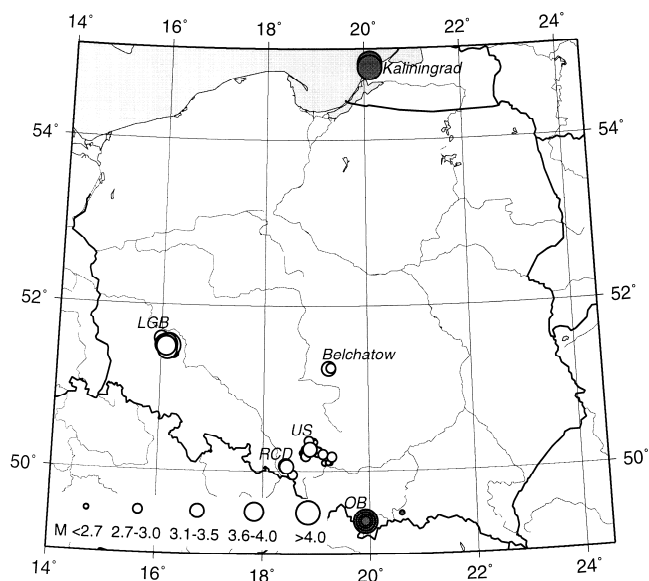 14° 16° 18° 20° 22° 24°
Kaliningrad
54° 54°
52° 52°
LGB
Belchatow
US
RCD
50° 50°
OB
M <2.7 2.7-3.0 3.1-3.5 3.6-4.0 >4.0
14° 16° 18° 20° 22° 24°